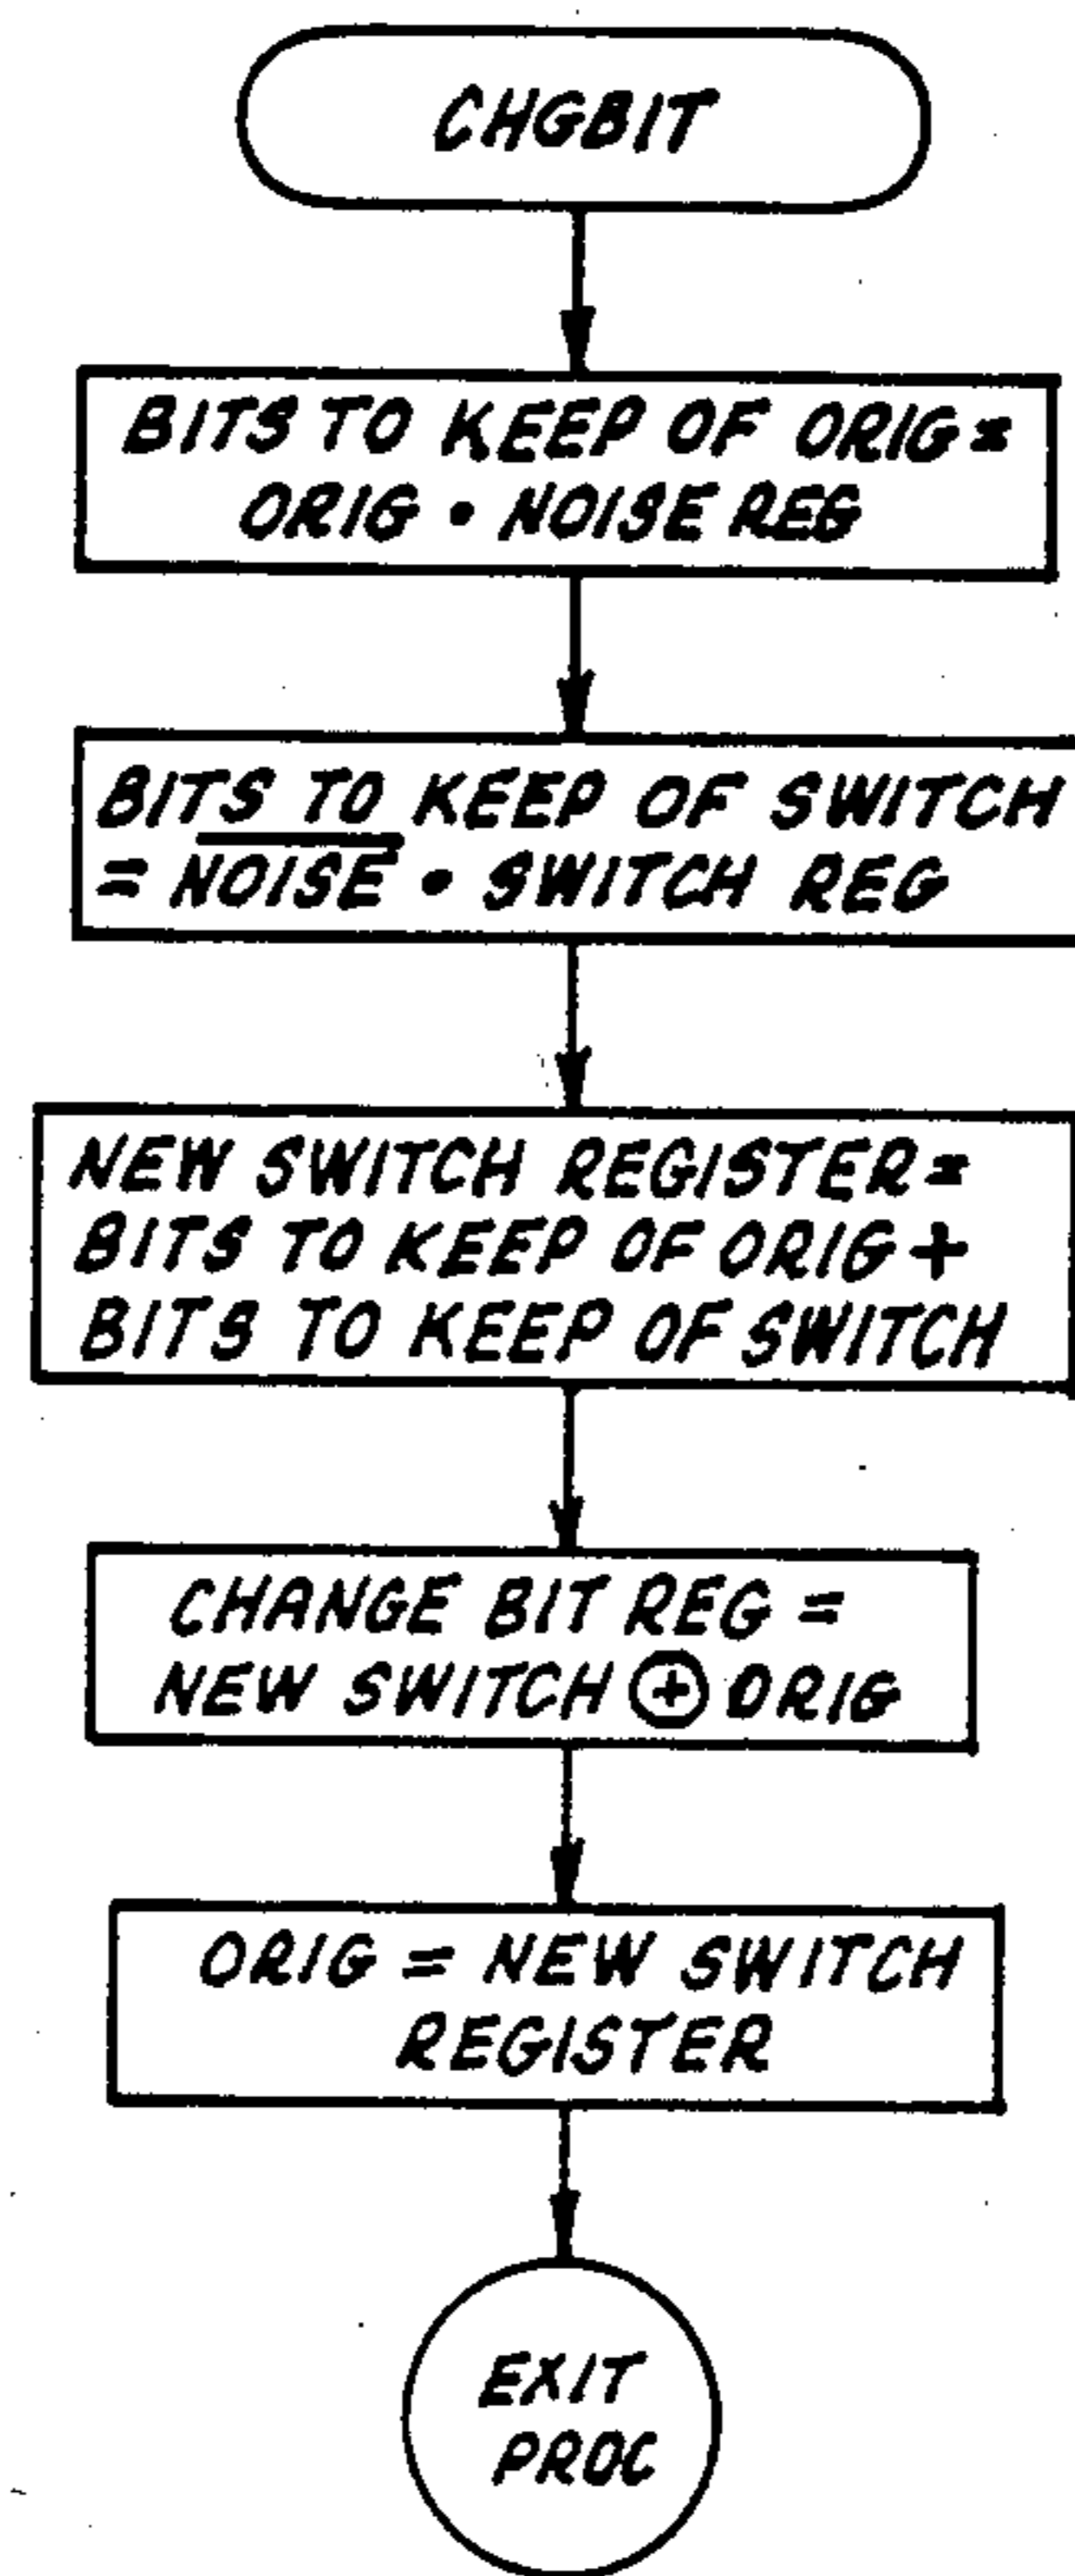 CHGBIT
BITS TO KEEP OF ORIG =
ORIG • NOISE REG
BITS TO KEEP OF SWITCH
= N̅O̅I̅S̅E̅ • SWITCH REG
NEW SWITCH REGISTER =
BITS TO KEEP OF ORIG +
BITS TO KEEP OF SWITCH
CHANGE BIT REG =
NEW SWITCH ⊕ ORIG
ORIG = NEW SWITCH
REGISTER
EXIT
PROC